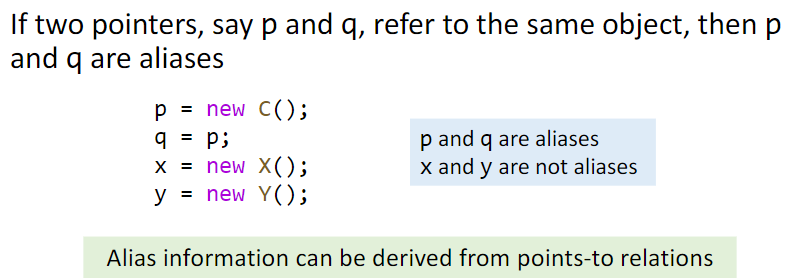 If two pointers, say p and q, refer to the same object, then p
and q are aliases
p = new C();
q = p;
x = new X();
y = new Y();
p and q are aliases
x and y are not aliases
Alias information can be derived from points-to relations